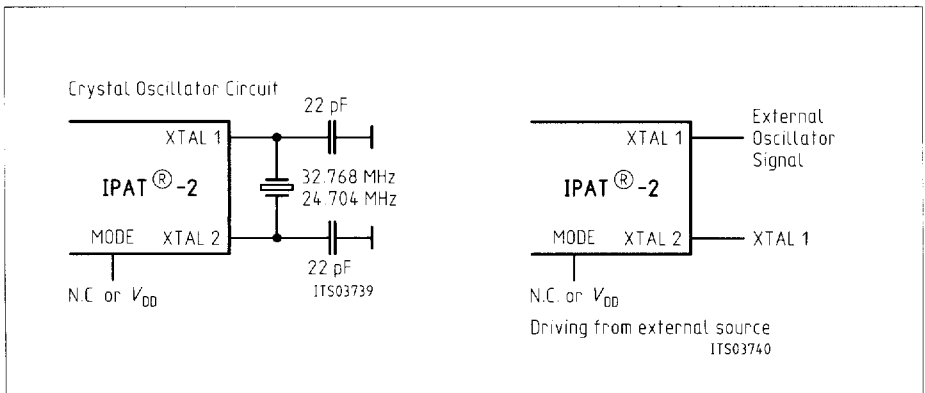 Crystal Oscillator Circuit
22 pF
XTAL 1
IPAT®-2
32.768 MHz
24.704 MHz
MODE XTAL 2
22 pF
N.C. or VDD
ITS03739
XTAL 1
External
Oscillator
Signal
IPAT®-2
MODE XTAL 2
XTAL 1
N.C. or VDD
Driving from external source
ITS03740